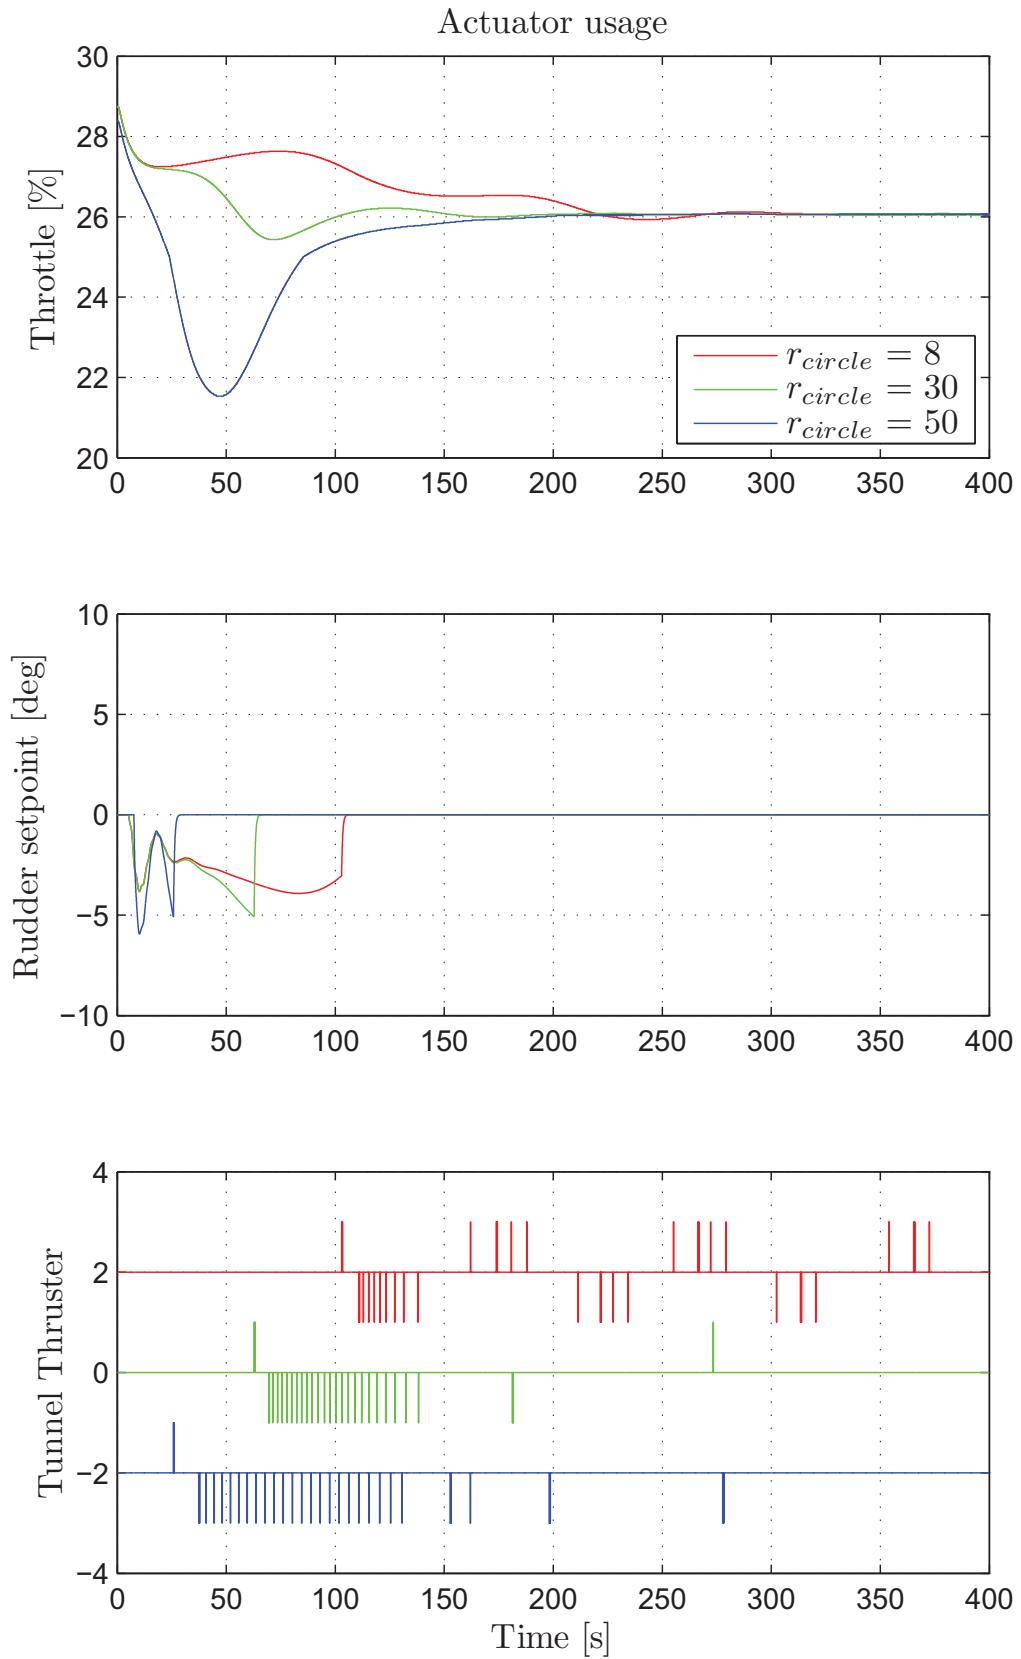 Actuator usage
30
28
26
24
22
20
Throttle [%]
r_circle = 8
r_circle = 30
r_circle = 50
0 50 100 150 200 250 300 350 400
10
5
0
−5
−10
Rudder setpoint [deg]
0 50 100 150 200 250 300 350 400
4
2
0
−2
−4
Tunnel Thruster
0 50 100 150 200 250 300 350 400
Time [s]